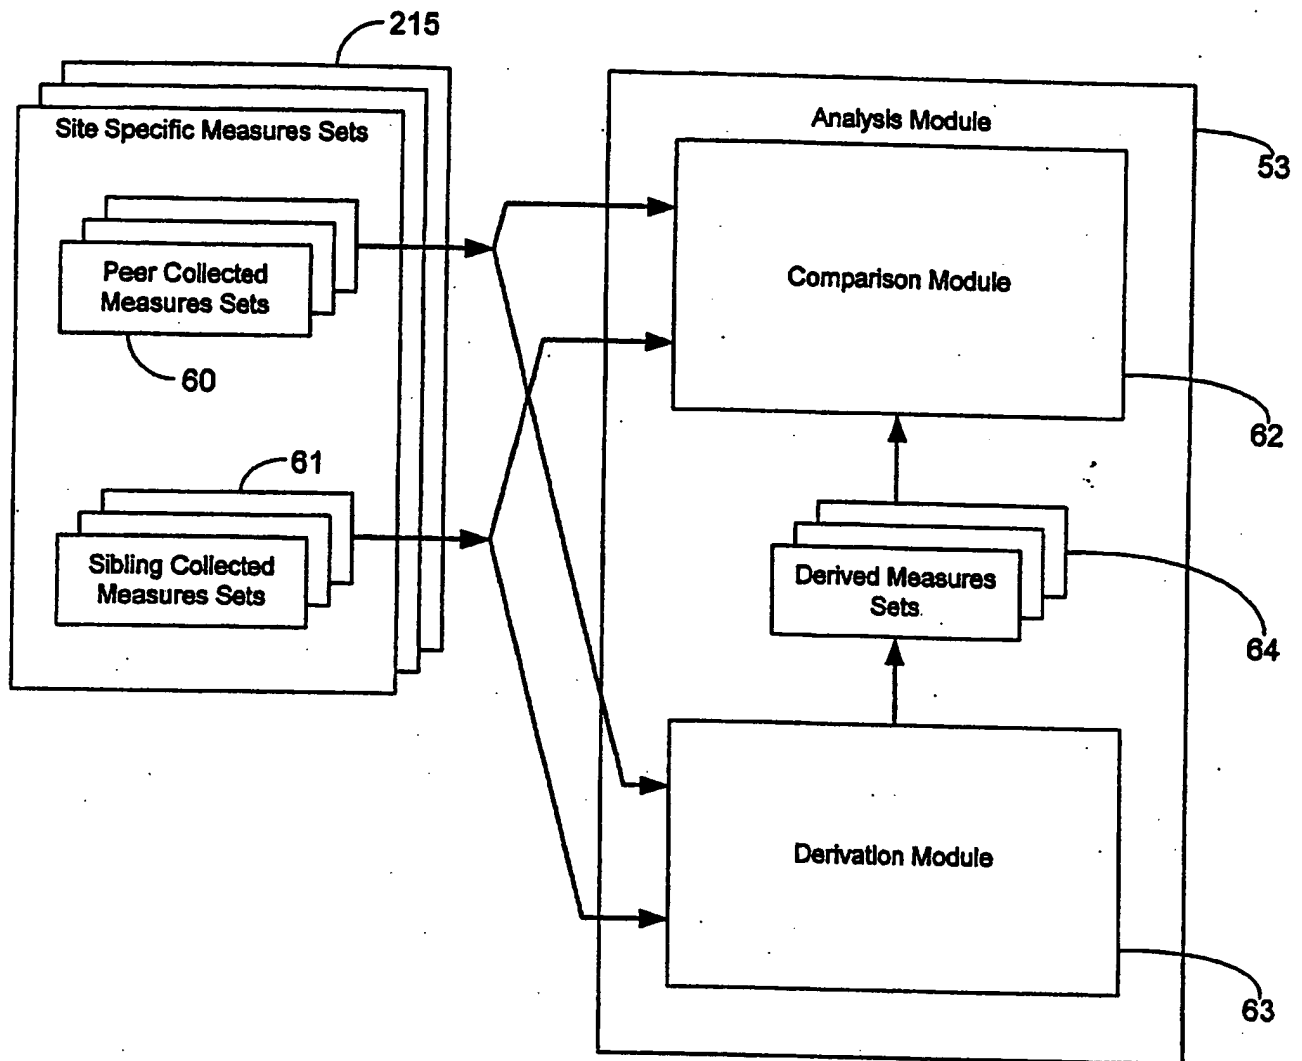 215
Site Specific Measures Sets
Peer Collected
Measures Sets
60
61
Sibling Collected
Measures Sets
Analysis Module
53
Comparison Module
62
Derived Measures
Sets
64
Derivation Module
63